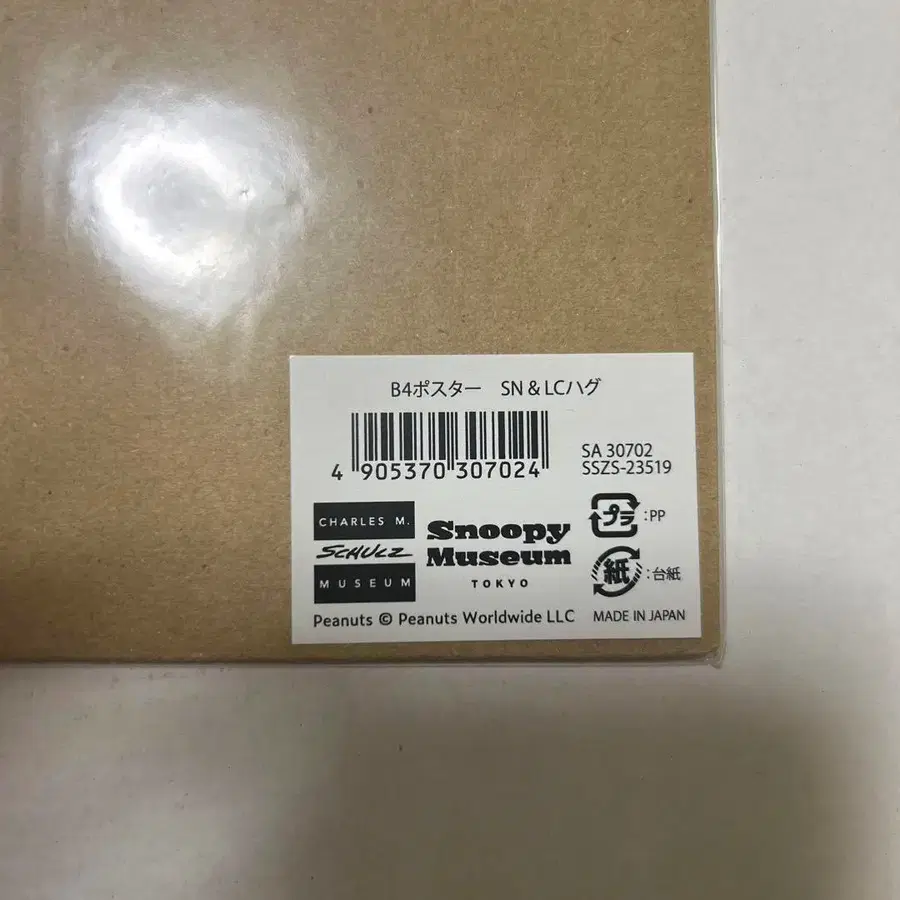 B4ポスター SN & LCハグ
4 905370 307024
SA 30702
SSZS-23519
CHARLES M.
SCHULZ
MUSEUM
Snoopy
Museum
TOKYO
プラ :PP
紙 :台紙
Peanuts © Peanuts Worldwide LLC
MADE IN JAPAN